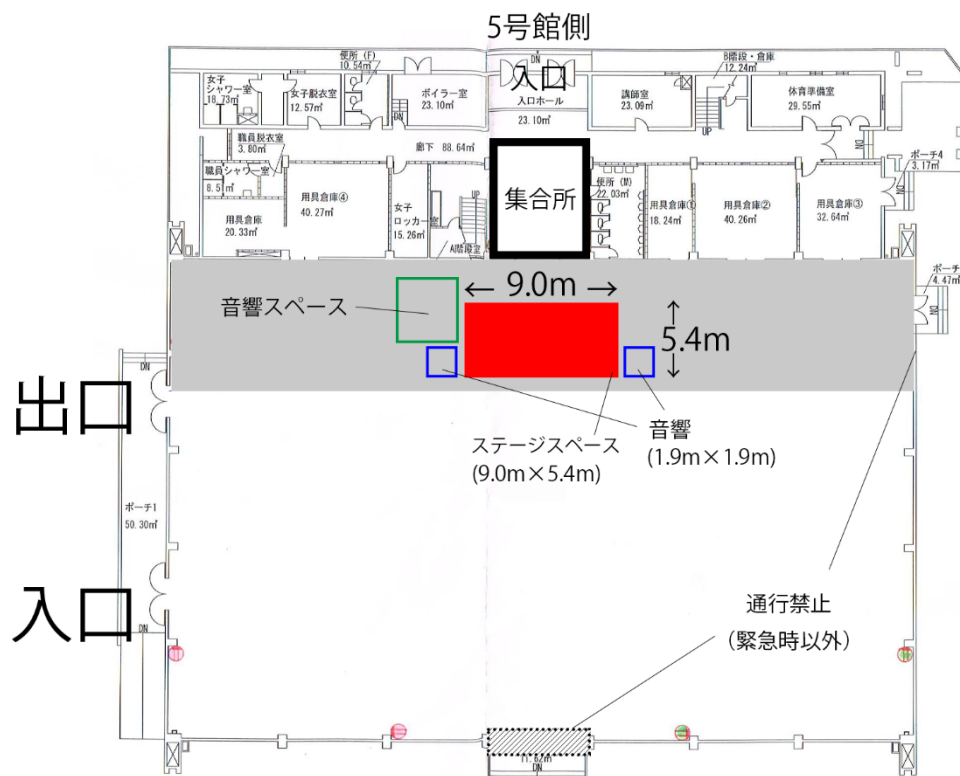 5号館側
DN
便所 (F)
10.54㎡
入口
B階段・倉庫
12.24㎡
女子
シャワー室
18.73㎡
女子脱衣室
12.57㎡
ボイラー室
23.10㎡
入口ホール
23.10㎡
講師室
23.09㎡
体育準備室
29.55㎡
UP
職員脱衣室
3.80㎡
廊下 88.64㎡
DN
ポーチ4
3.17㎡
職員シャワー室
8.51㎡
用具倉庫④
40.27㎡
女子
ロッカー室
15.26㎡
UP
集合所
便所 (M)
22.03㎡
用具倉庫①
18.24㎡
用具倉庫②
40.26㎡
用具倉庫③
32.64㎡
DN
用具倉庫
20.33㎡
A階段室
ポーチ
4.47㎡
DN
← 9.0m →
音響スペース
↑
5.4m
↓
DN
出口
ステージスペース
(9.0m×5.4m)
音響
(1.9m×1.9m)
ポーチ1
50.30㎡
入口
DN
通行禁止
(緊急時以外)
11.62㎡
DN